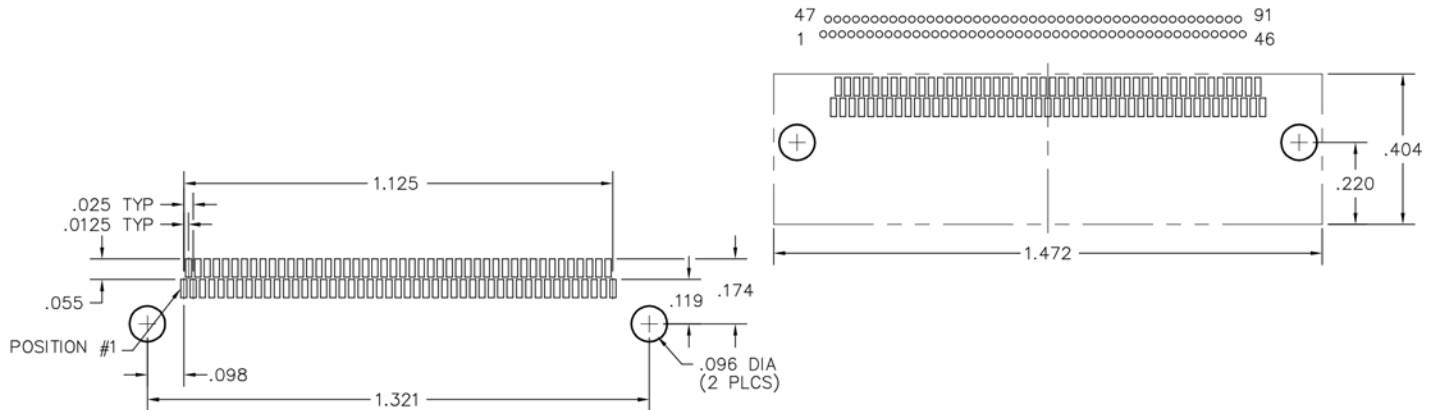 47 91
1 46
.404
.220
1.472
1.125
.025 TYP
.0125 TYP
.055
.119 .174
POSITION #1
.098
.096 DIA
(2 PLCS)
1.321